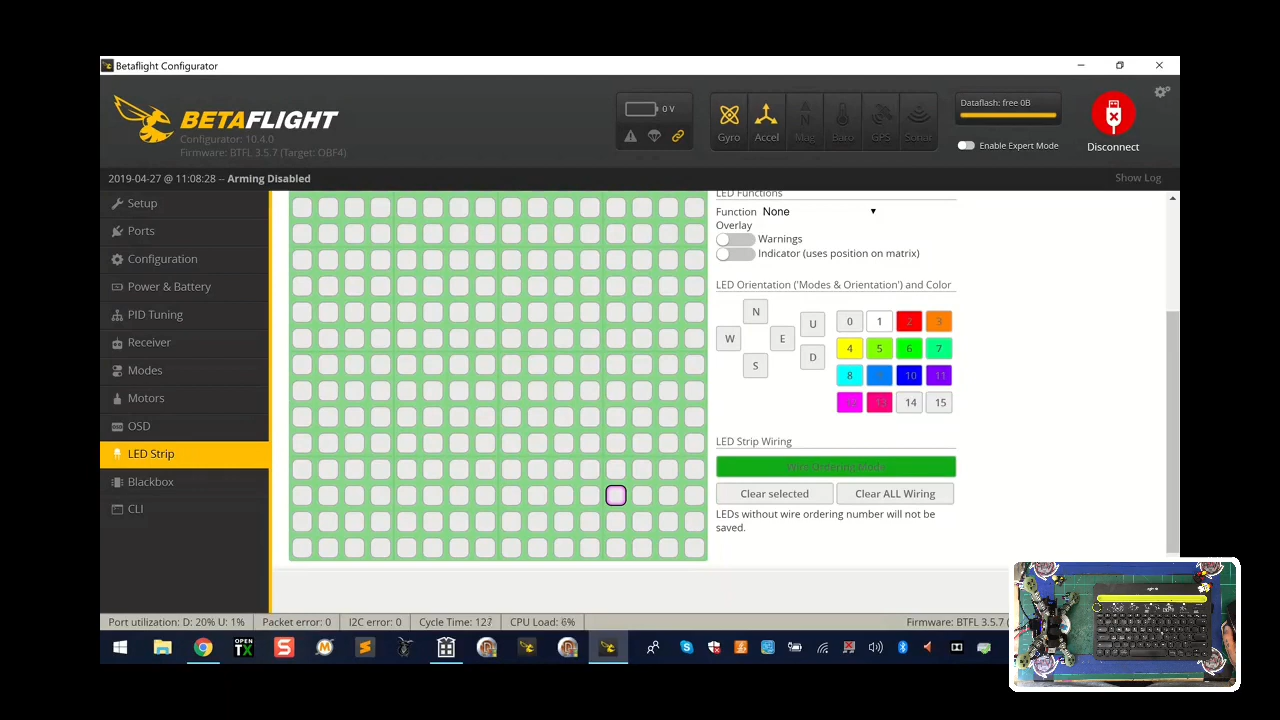 Betaflight Configurator
BETAFLIGHT
Configurator: 10.4.0
Firmware: BTFL 3.5.7 (Target: OBF4)
0 V
Gyro
Accel
Mag
Baro
GPS
Sonar
Dataflash: free 0B
Enable Expert Mode
Disconnect
2019-04-27 @ 11:08:28 -- Arming Disabled
Show Log
Setup
Ports
Configuration
Power & Battery
PID Tuning
Receiver
Modes
Motors
OSD
LED Strip
Blackbox
CLI
LED Functions
Function None
Overlay
Warnings
Indicator (uses position on matrix)
LED Orientation ('Modes & Orientation') and Color
N
W E
S
U
D
0 1 2 3
4 5 6 7
8 9 10 11
12 13 14 15
LED Strip Wiring
Wire Ordering Mode
Clear selected
Clear ALL Wiring
LEDs without wire ordering number will not be
saved.
Port utilization: D: 20% U: 1%
Packet error: 0
I2C error: 0
Cycle Time: 127
CPU Load: 6%
Firmware: BTFL 3.5.7
OPEN
TX